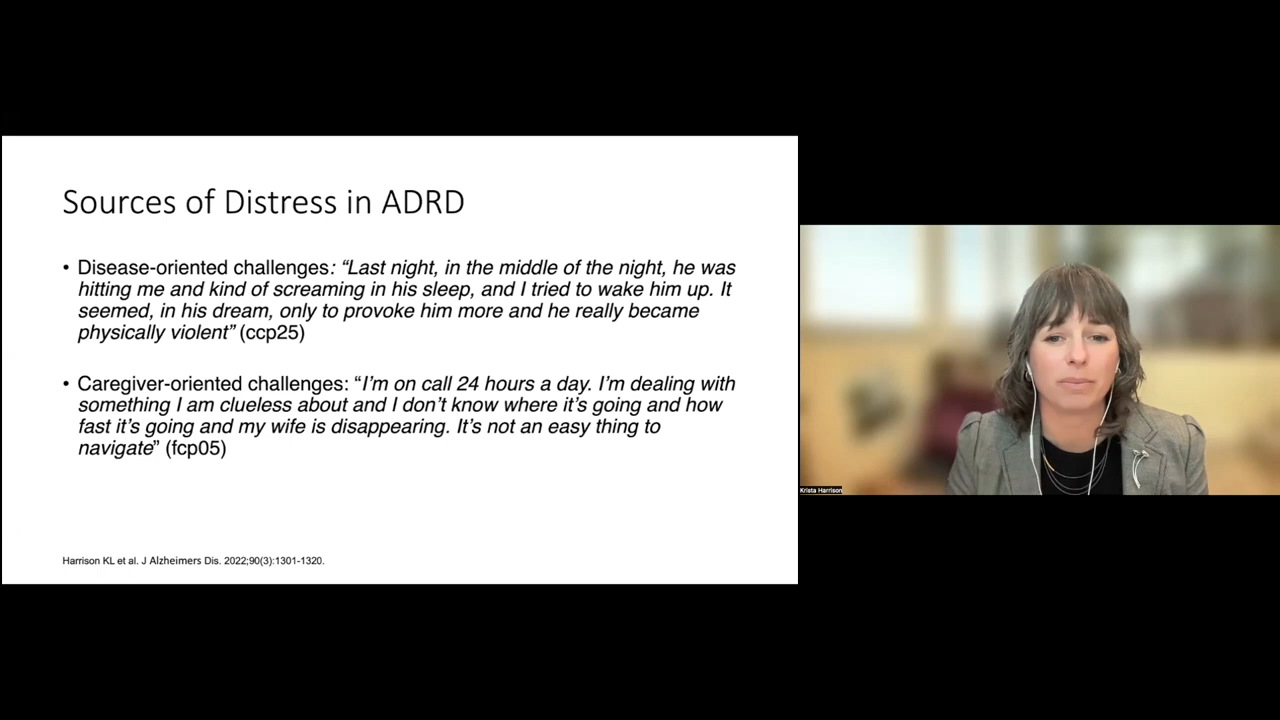 Sources of Distress in ADRD
• Disease-oriented challenges: “Last night, in the middle of the night, he was
hitting me and kind of screaming in his sleep, and I tried to wake him up. It
seemed, in his dream, only to provoke him more and he really became
physically violent” (ccp25)
• Caregiver-oriented challenges: “I’m on call 24 hours a day. I’m dealing with
something I am clueless about and I don’t know where it’s going and how
fast it’s going and my wife is disappearing. It’s not an easy thing to
navigate” (fcp05)
Harrison KL et al. J Alzheimers Dis. 2022;90(3):1301-1320.
Krista Harrison